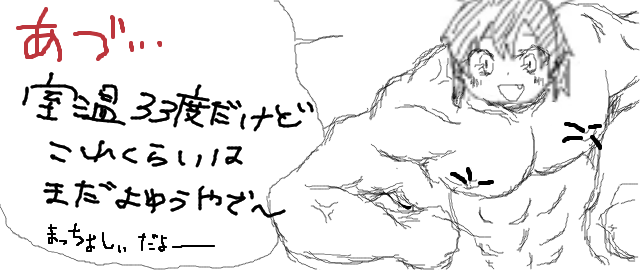 あづ…
室温33度だけど
これくらいは
まだよゆうやで〜
まっちょしぃだよ──